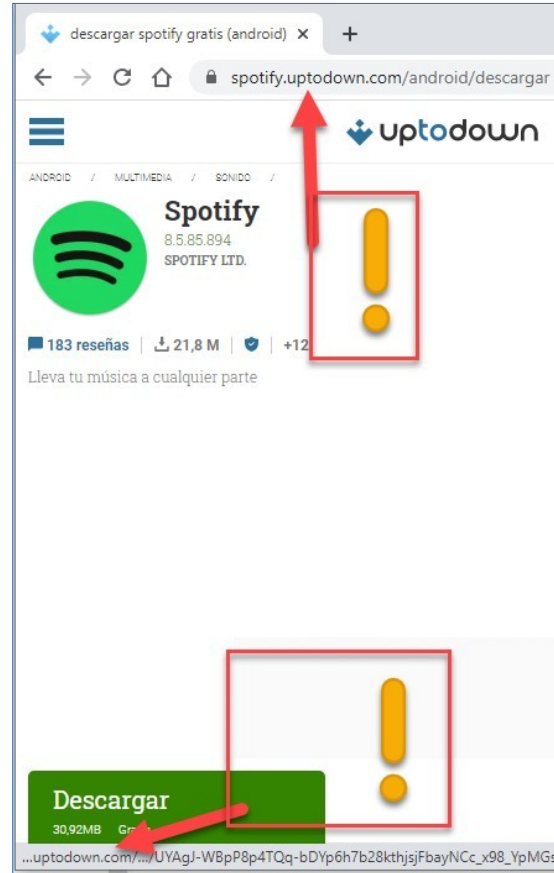 descargar spotify gratis (android)
spotify.uptodown.com/android/descargar
uptodown
ANDROID / MULTIMEDIA / SONIDO /
Spotify
8.5.85.894
SPOTIFY LTD.
183 reseñas | 21,8 M | +12
Lleva tu música a cualquier parte
Descargar
30,92MB
...uptodown.com/.../UYAgJ-WBpP8p4TQq-bDYp6h7b28kthjsjFbayNCc_x98_YpMGs